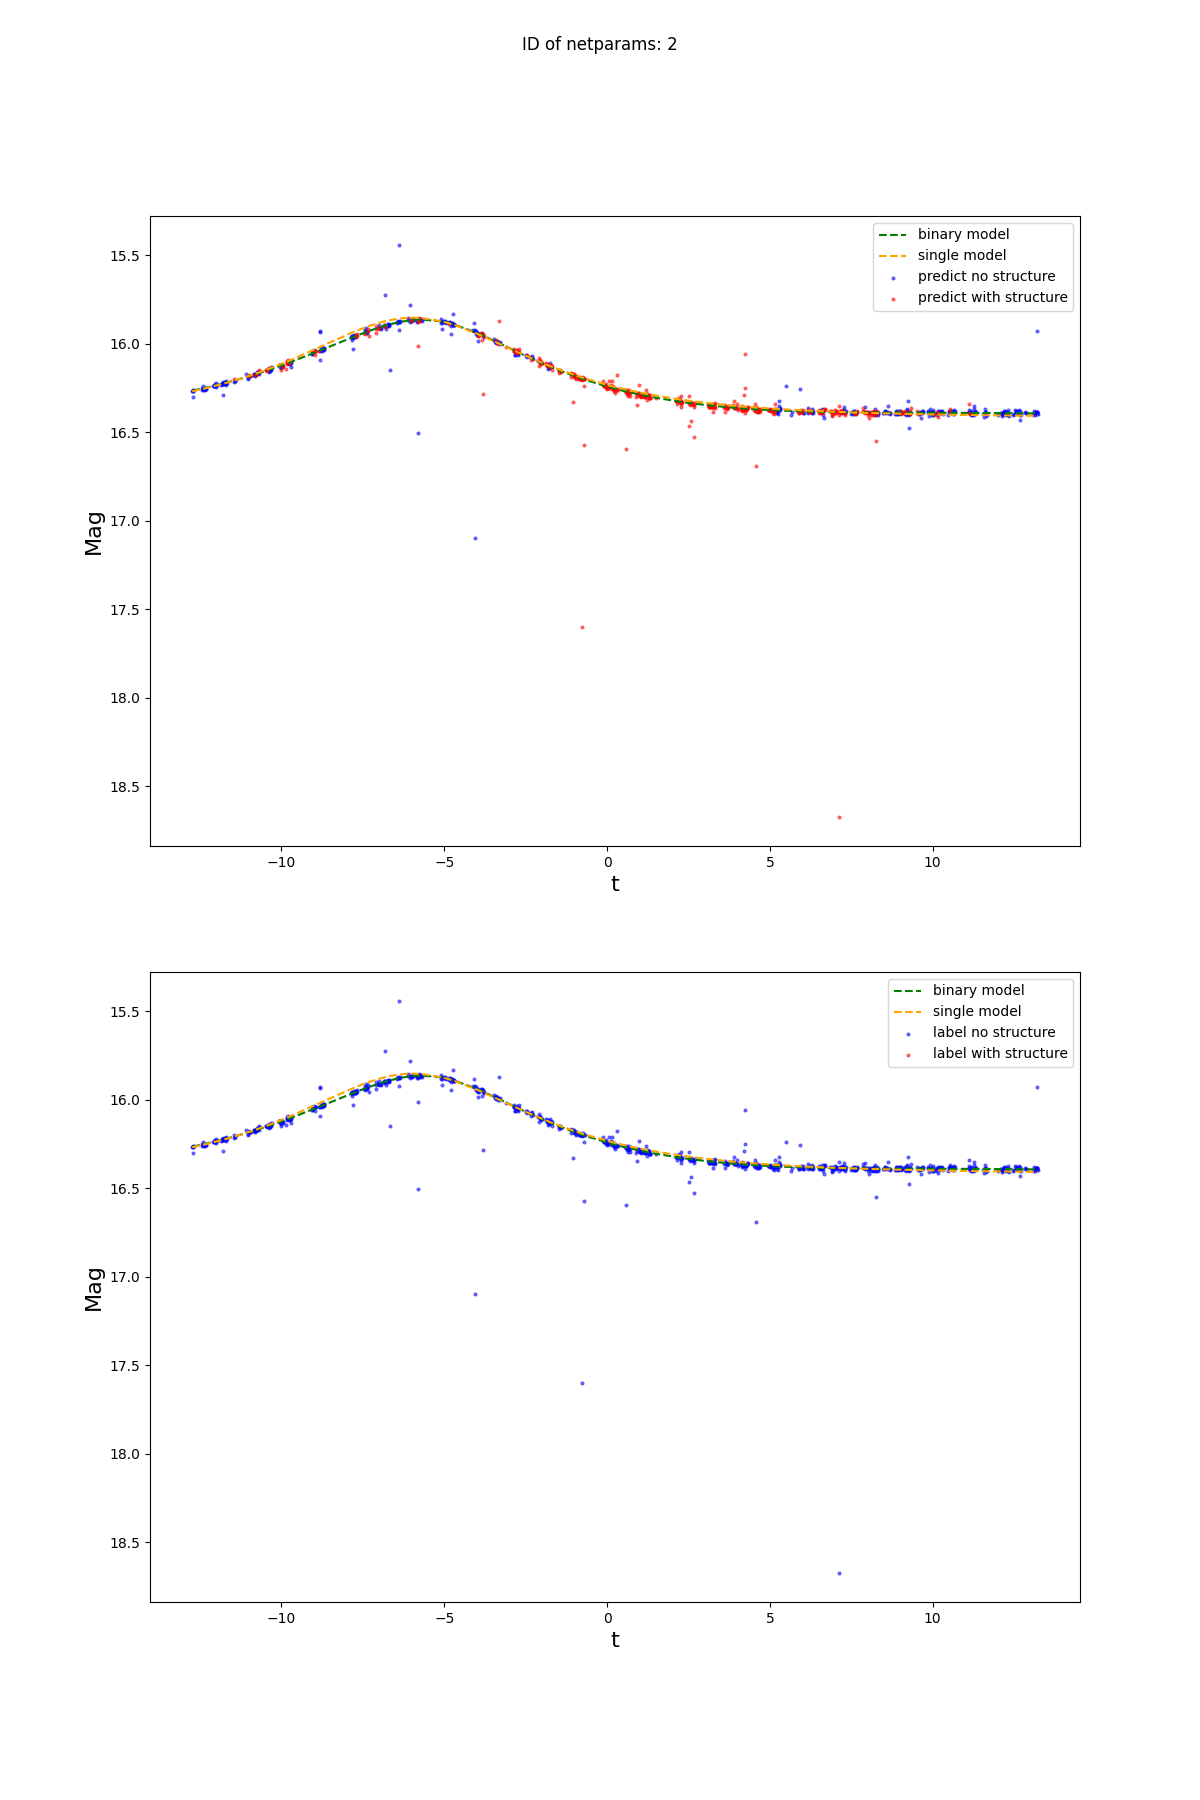 ID of netparams: 2
binary model
single model
predict no structure
predict with structure
15.5
16.0
16.5
17.0
17.5
18.0
18.5
Mag
−10
−5
0
5
10
t
binary model
single model
label no structure
label with structure
15.5
16.0
16.5
17.0
17.5
18.0
18.5
Mag
−10
−5
0
5
10
t